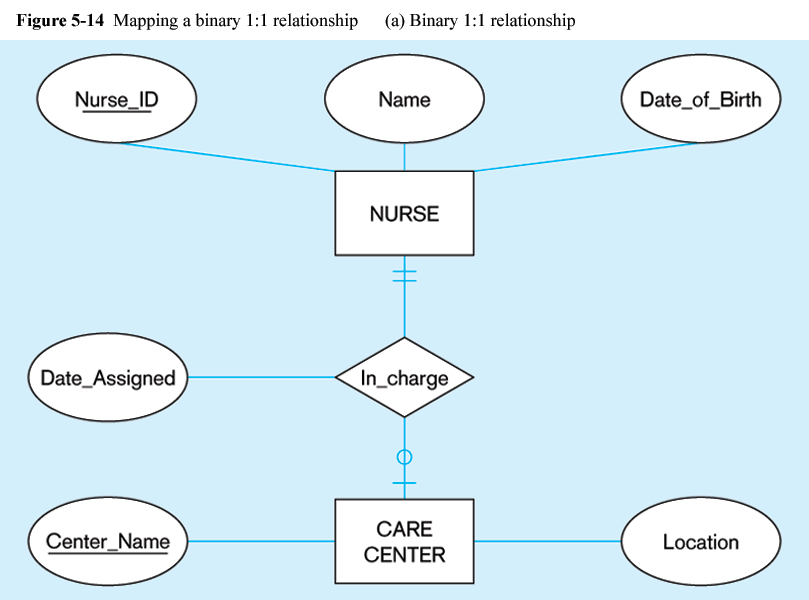 Figure 5-14 Mapping a binary 1:1 relationship (a) Binary 1:1 relationship
Nurse_ID
Name
Date_of_Birth
NURSE
Date_Assigned
In_charge
Center_Name
CARE
CENTER
Location